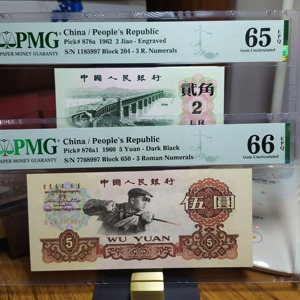 PMG
PAPER MONEY GUARANTY
China / People's Republic
Pick# 878a 1962 2 Jiao - Engraved
S/N 1185997 Block 204 - 3 R. Numerals
65 EPQ
Gem Uncirculated
中国人民银行
贰角
2
PMG
PAPER MONEY GUARANTY
China / People's Republic
Pick# 876a1 1960 5 Yuan - Dark Black
S/N 7768997 Block 650 - 3 Roman Numerals
66 EPQ
Gem Uncirculated
中国人民银行
伍圆
5
WU YUAN
5